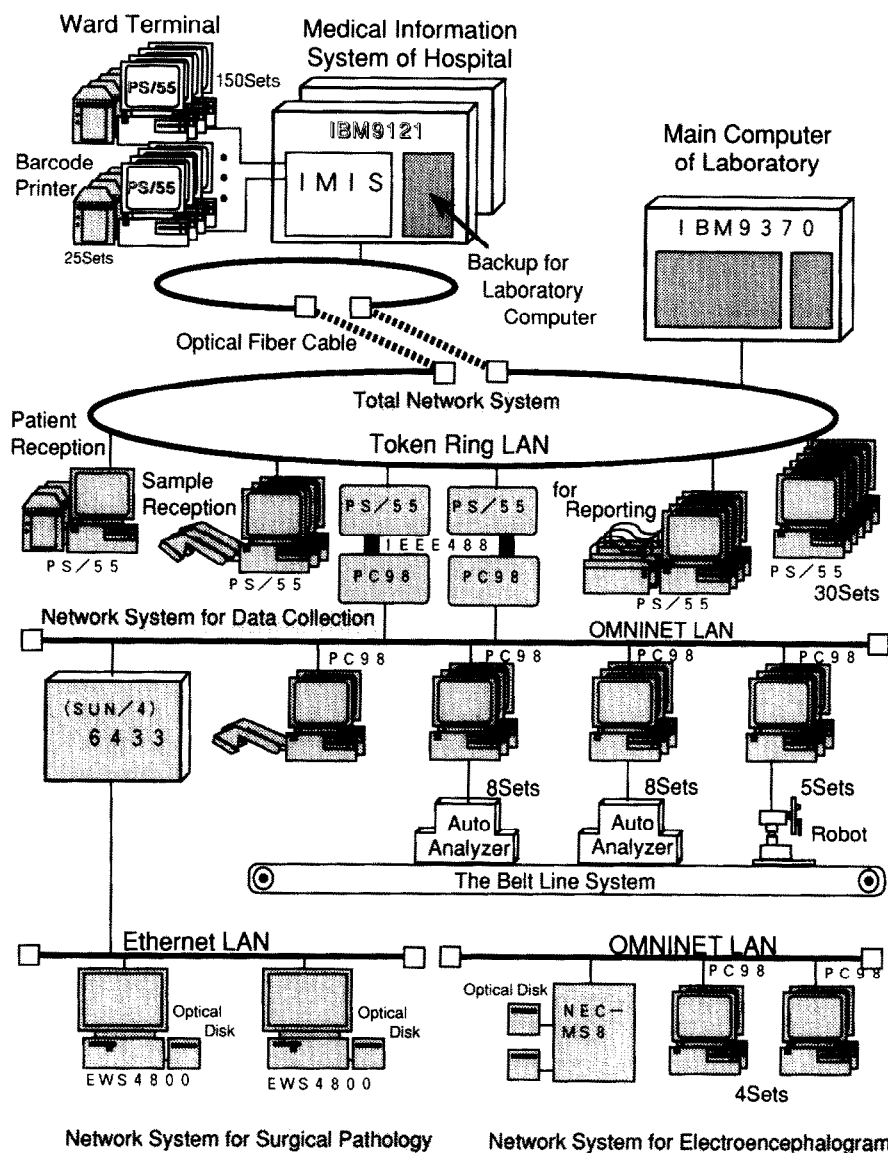 Ward Terminal
Medical Information
System of Hospital
PS/55
150Sets
IBM9121
Main Computer
of Laboratory
Barcode
Printer
PS/55
IMIS
IBM9370
25Sets
Backup for
Laboratory
Computer
Optical Fiber Cable
Total Network System
Patient
Reception
Token Ring LAN
Sample
Reception
PS/55
PS/55
for
Reporting
IEEE488
PS/55
PS/55
PC98
PC98
PS/55
PS/55
30Sets
Network System for Data Collection
OMNINET LAN
PC98
PC98
PC98
PC98
(SUN/4)
6433
8Sets
8Sets
5Sets
Auto
Analyzer
Auto
Analyzer
Robot
The Belt Line System
Ethernet LAN
OMNINET LAN
PC98
PC98
Optical
Disk
Optical
Disk
Optical Disk
NEC-
MS8
EWS4800
EWS4800
4Sets
Network System for Surgical Pathology
Network System for Electroencephalogram